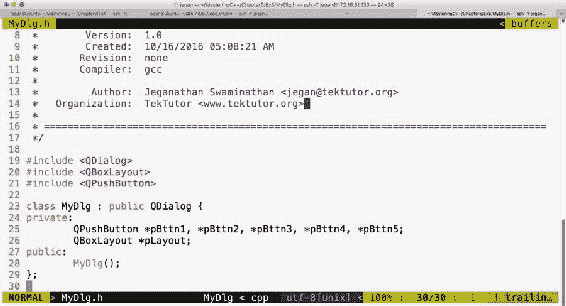 MyDlg.h < buffers
8 * Version: 1.0
9 * Created: 10/16/2016 05:08:21 AM
10 * Revision: none
11 * Compiler: gcc
12 *
13 * Author: Jeganathan Swaminathan <jegan@tektutor.org>
14 * Organization: TekTutor <www.tektutor.org>
15 *
16 * =====================================================================================
17 */
18
19 #include <QDialog>
20 #include <QBoxLayout>
21 #include <QPushButton>
22
23 class MyDlg : public QDialog {
24 private:
25 QPushButton *pBttn1, *pBttn2, *pBttn3, *pBttn4, *pBttn5;
26 QBoxLayout *pLayout;
27 public:
28 MyDlg();
29 };
30
NORMAL > MyDlg.h MyDlg < cpp < utf-8[unix] < 100% : 30/30 : 1 ! trailin…